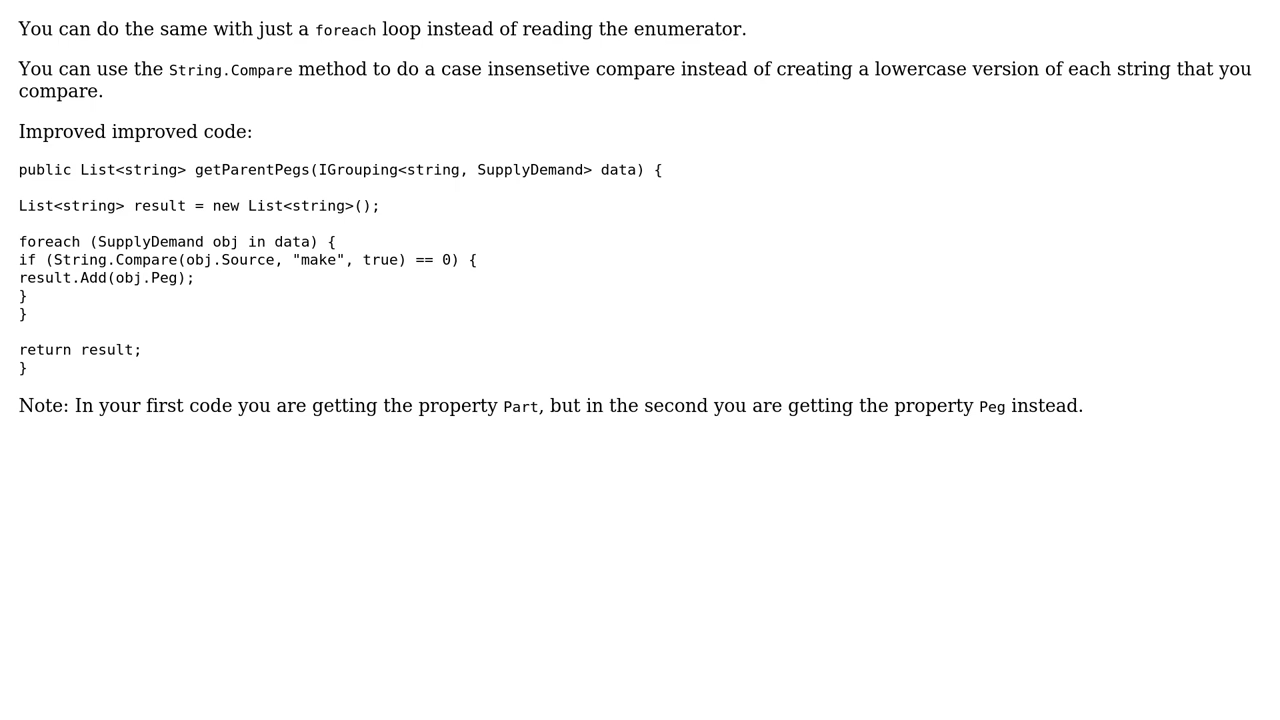 You can do the same with just a foreach loop instead of reading the enumerator.
You can use the String.Compare method to do a case insensetive compare instead of creating a lowercase version of each string that you
compare.
Improved improved code:
public List<string> getParentPegs(IGrouping<string, SupplyDemand> data) {
List<string> result = new List<string>();
foreach (SupplyDemand obj in data) {
if (String.Compare(obj.Source, "make", true) == 0) {
result.Add(obj.Peg);
}
}
return result;
}
Note: In your first code you are getting the property Part, but in the second you are getting the property Peg instead.